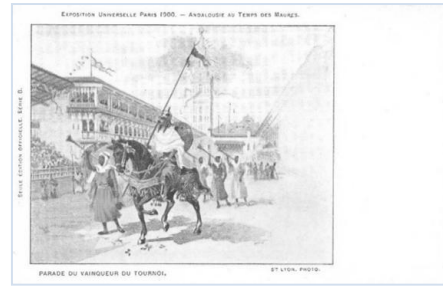 EXPOSITION UNIVERSELLE PARIS 1900. — ANDALOUSIE AU TEMPS DES MAURES.
SEULE ÉDITION OFFICIELLE, SÉRIE D.
PARADE DU VAINQUEUR DU TOURNOI.
ET LYON, PHOTO.